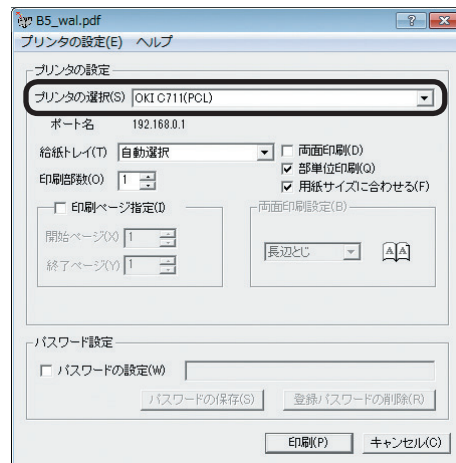 B5_wal.pdf
プリンタの設定(E) ヘルプ
プリンタの設定
プリンタの選択(S) OKI C711(PCL)
ポート名 192.168.0.1
給紙トレイ(T) 自動選択 両面印刷(D)
印刷部数(O) 1 部単位印刷(Q)
用紙サイズに合わせる(F)
印刷ページ指定(I) 両面印刷設定(B)
開始ページ(X) 1
長辺とじ AA
終了ページ(Y) 1
パスワード設定
パスワードの設定(W)
パスワードの保存(S) 登録パスワードの削除(R)
印刷(P) キャンセル(C)